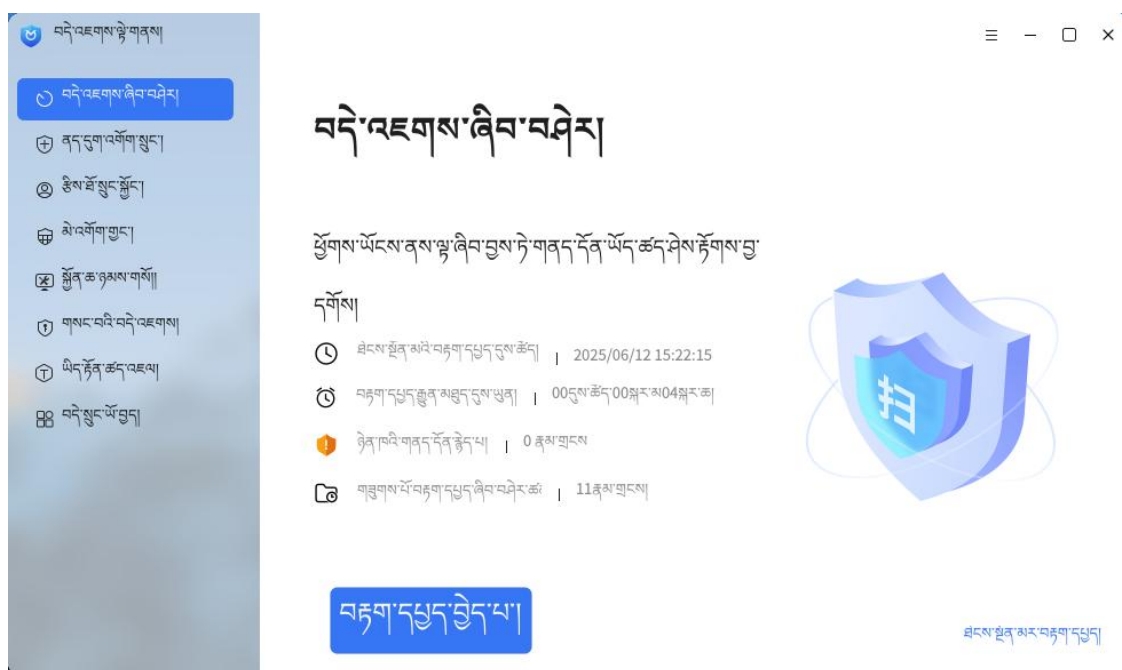 བདེ་འཇགས་ལྟེ་གནས།
བདེ་འཇགས་ཞིབ་བཤེར།
ནད་དུག་འགོག་སྲུང་།
རྩིས་ཐོ་སྲུང་སྐྱོང་།
མེ་འགོག་གྱང་།
སྐྱོན་ཆ་ཉམས་གསོ།།
གསང་བའི་བདེ་འཇགས།
ཡིད་རྟོན་ཚད་འཇལ།
བདེ་སྲུང་ཡོ་བྱད།
བདེ་འཇགས་ཞིབ་བཤེར།
ཕྱོགས་ཡོངས་ནས་ལྟ་ཞིབ་བྱས་ཏེ་གནད་དོན་ཡོད་ཚད་ཤེས་རྟོགས་བྱ་
དགོས།
ཐེངས་སྔོན་མའི་བརྟག་དཔྱད་དུས་ཚོད། | 2025/06/12 15:22:15
བརྟག་དཔྱད་རྒྱུན་མཐུད་དུས་ཡུན། | 00དུས་ཚོད་00སྐར་མ04སྐར་ཆ།
ཉེན་ཁའི་གནད་དོན་རྙེད་པ། | 0 རྣམ་གྲངས
གཟུགས་པོ་བརྟག་དཔྱད་ཞིབ་བཤེར་ཚ | 11རྣམ་གྲངས།
扫
བརྟག་དཔྱད་བྱེད་པ་།
ཐེངས་སྔོན་མར་བརྟག་དཔྱད།